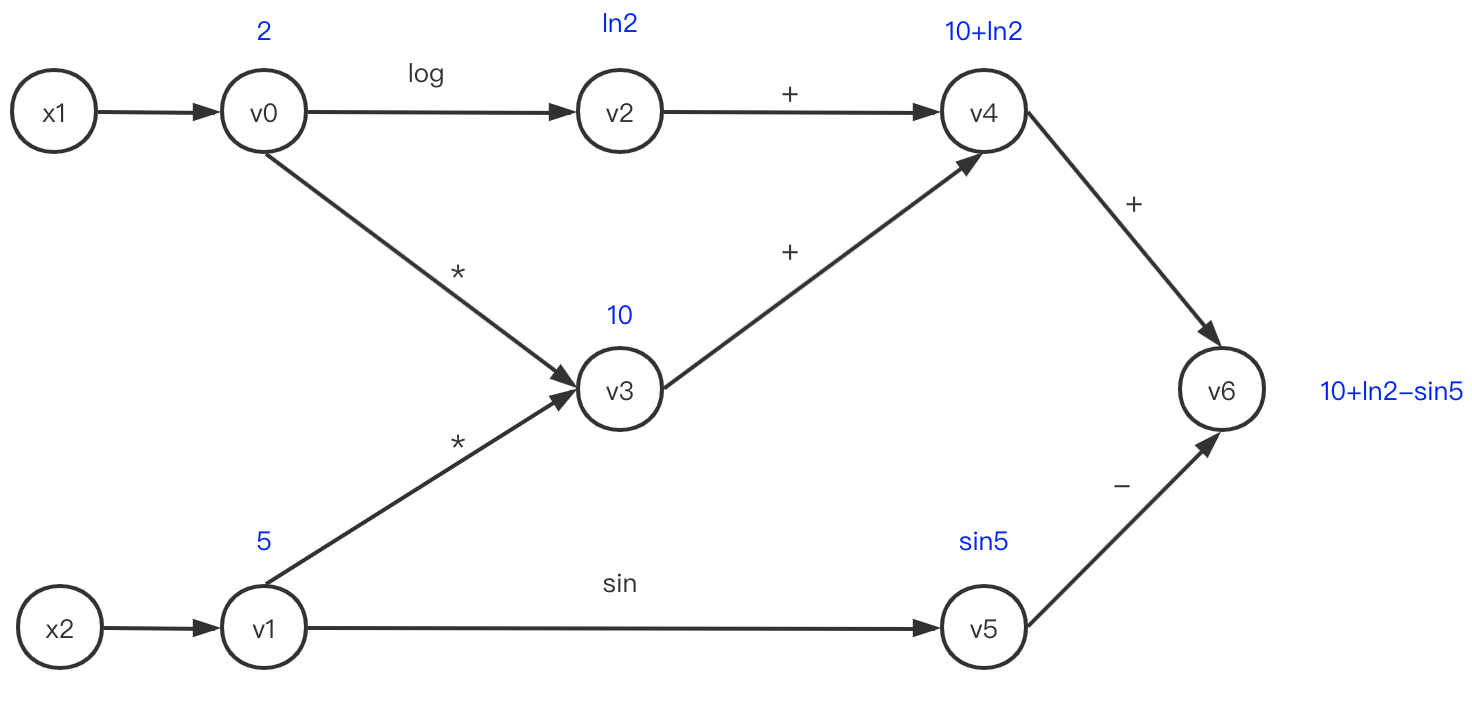 2
ln2
10+ln2
log
+
x1
v0
v2
v4
+
*
+
10
v3
v6
10+ln2–sin5
*
–
5
sin5
sin
x2
v1
v5